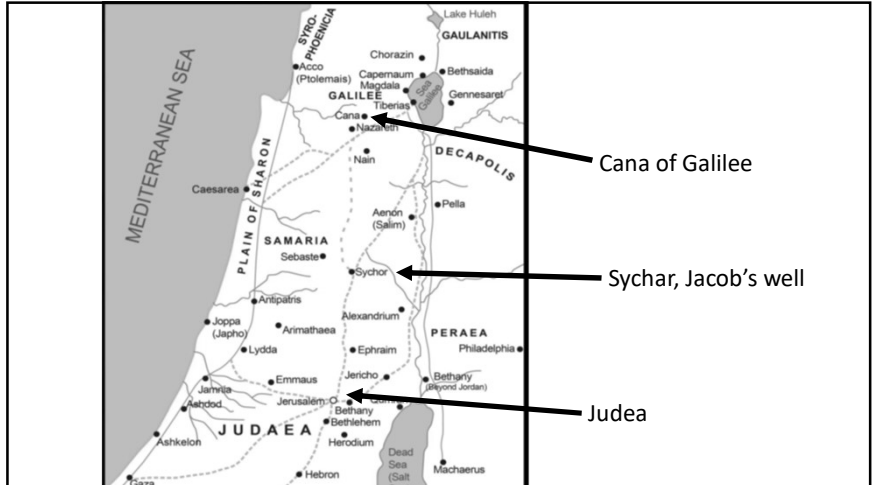 Lake Huleh
SYRO-
PHOENICIA
GAULANITIS
Chorazin
Acco
(Ptolemais)
Capernaum
Bethsaida
Magdala
Sea
Galilee
GALILEE
Gennesaret
Tiberias
Cana
Nazareth
MEDITERRANEAN SEA
Nain
DECAPOLIS
Cana of Galilee
PLAIN OF SHARON
Caesarea
Pella
Aenon
(Salim)
SAMARIA
Sebaste
Sychor
Sychar, Jacob’s well
Antipatris
Alexandrium
Joppa
(Japho)
Arimathaea
PERAEA
Lydda
Ephraim
Philadelphia
Jericho
Emmaus
Bethany
(Beyond Jordan)
Jamnia
Jerusalem
Ashdod
Bethany
Judea
Bethlehem
JUDAEA
Herodium
Ashkelon
Dead
Sea
(Salt
Machaerus
Hebron
Gaza